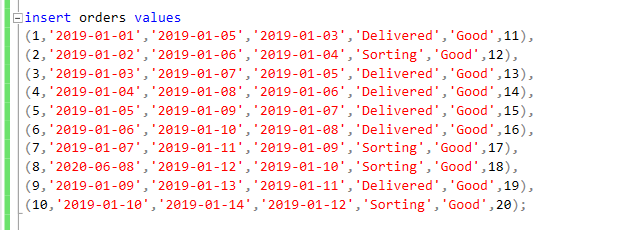 insert orders values
(1,'2019-01-01','2019-01-05','2019-01-03','Delivered','Good',11),
(2,'2019-01-02','2019-01-06','2019-01-04','Sorting','Good',12),
(3,'2019-01-03','2019-01-07','2019-01-05','Delivered','Good',13),
(4,'2019-01-04','2019-01-08','2019-01-06','Delivered','Good',14),
(5,'2019-01-05','2019-01-09','2019-01-07','Delivered','Good',15),
(6,'2019-01-06','2019-01-10','2019-01-08','Delivered','Good',16),
(7,'2019-01-07','2019-01-11','2019-01-09','Sorting','Good',17),
(8,'2020-06-08','2019-01-12','2019-01-10','Sorting','Good',18),
(9,'2019-01-09','2019-01-13','2019-01-11','Delivered','Good',19),
(10,'2019-01-10','2019-01-14','2019-01-12','Sorting','Good',20);